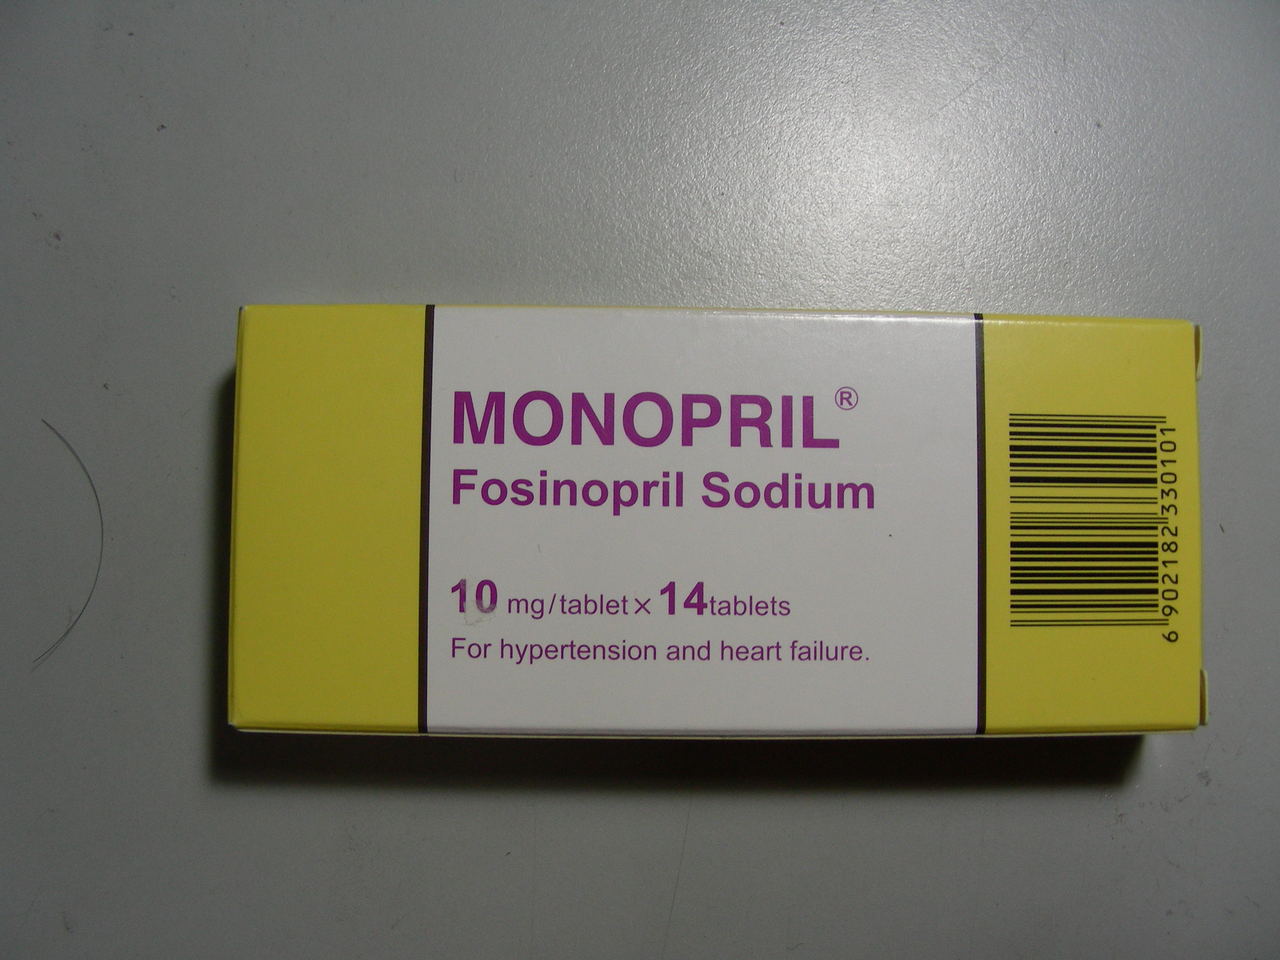 MONOPRIL®
Fosinopril Sodium
10 mg/tablet × 14tablets
For hypertension and heart failure.
6 902182 330101